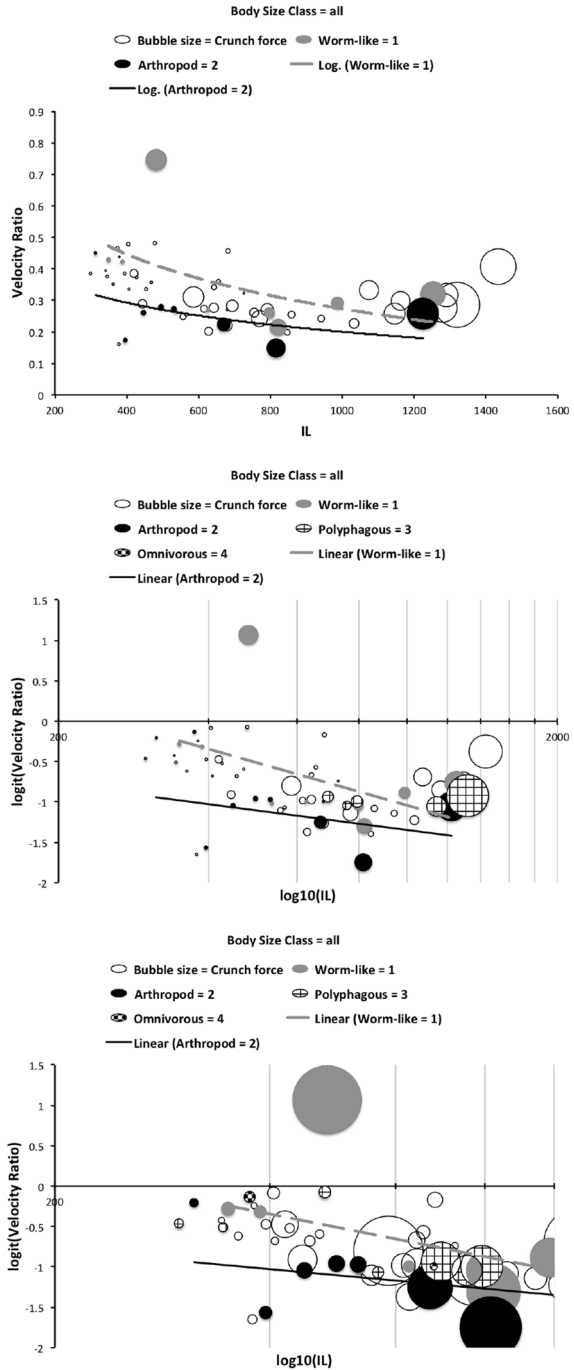 Body Size Class = all
Bubble size = Crunch force
Worm-like = 1
Arthropod = 2
Log. (Worm-like = 1)
Log. (Arthropod = 2)
0.9
0.8
0.7
0.6
0.5
0.4
0.3
0.2
0.1
0
Velocity Ratio
200 400 600 800 1000 1200 1400 1600
IL
Body Size Class = all
Bubble size = Crunch force
Worm-like = 1
Arthropod = 2
Polyphagous = 3
Omnivorous = 4
Linear (Worm-like = 1)
Linear (Arthropod = 2)
1.5
1
0.5
0
-0.5
-1
-1.5
-2
logit(Velocity Ratio)
200 2000
log10(IL)
Body Size Class = all
Bubble size = Crunch force
Worm-like = 1
Arthropod = 2
Polyphagous = 3
Omnivorous = 4
Linear (Worm-like = 1)
Linear (Arthropod = 2)
1.5
1
0.5
0
-0.5
-1
-1.5
-2
logit(Velocity Ratio)
200
log10(IL)